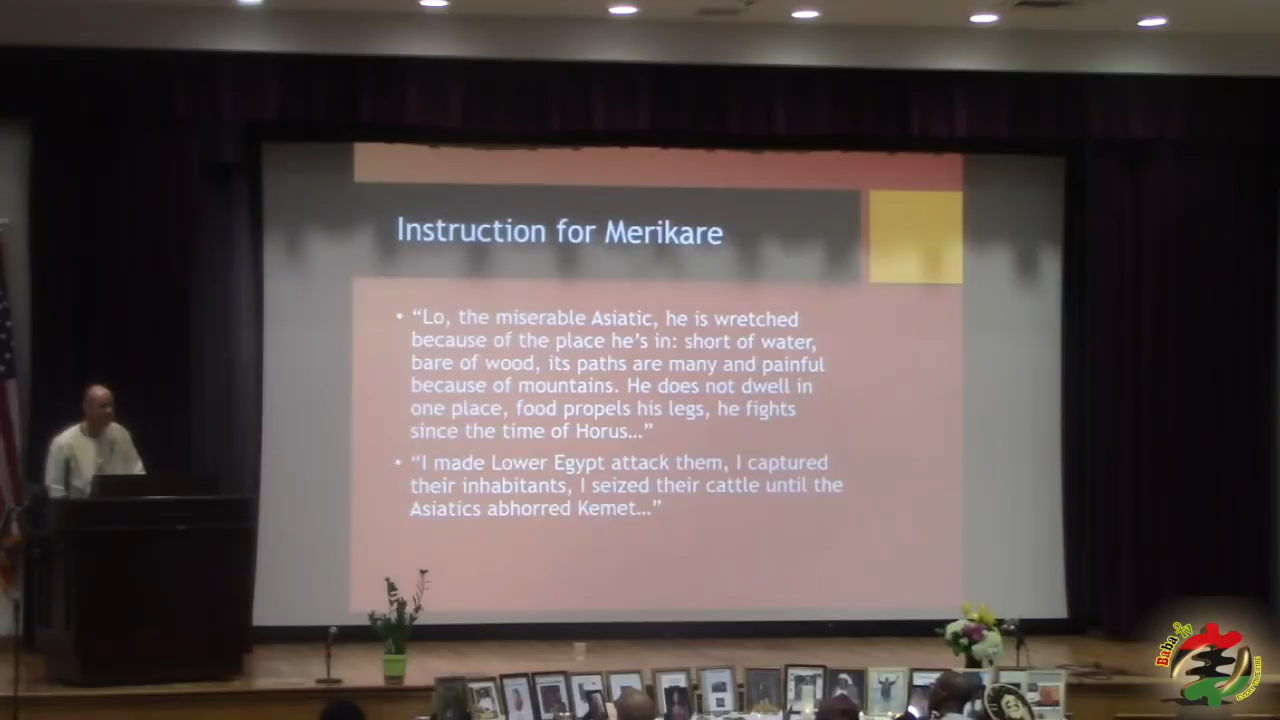 Instruction for Merikare
• “Lo, the miserable Asiatic, he is wretched
because of the place he’s in: short of water,
bare of wood, its paths are many and painful
because of mountains. He does not dwell in
one place, food propels his legs, he fights
since the time of Horus…”
• “I made Lower Egypt attack them, I captured
their inhabitants, I seized their cattle until the
Asiatics abhorred Kemet…”
Baba
TV